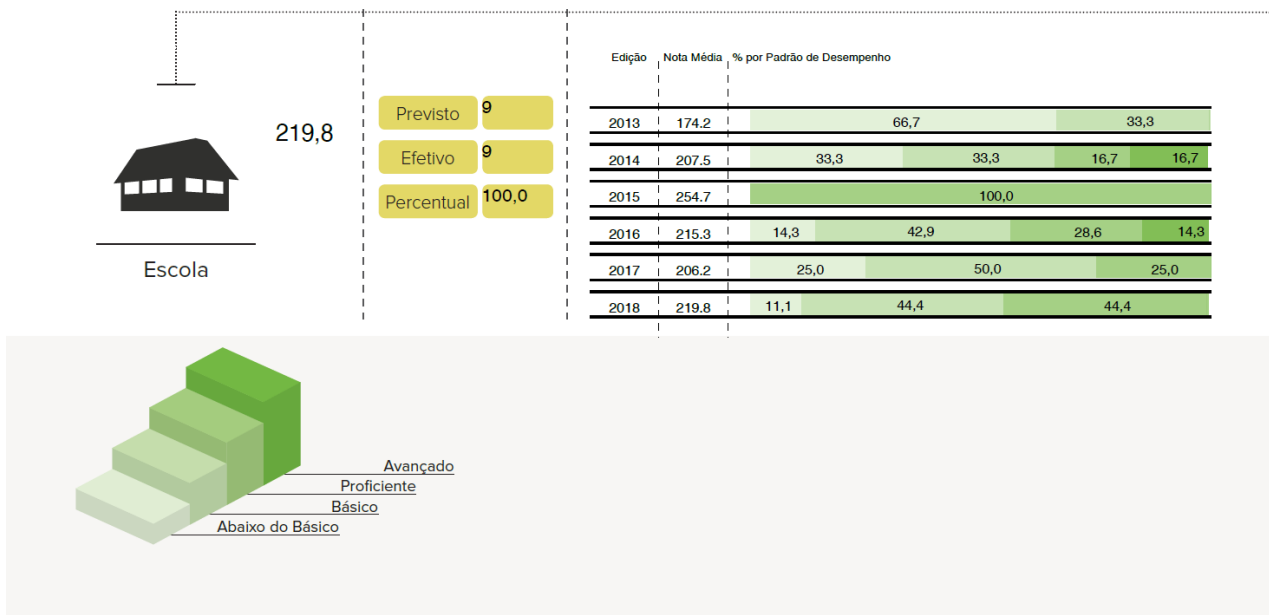 219,8
Escola
Previsto 9
Efetivo 9
Percentual 100,0
Edição Nota Média % por Padrão de Desempenho
2013 174.2 66,7 33,3
2014 207.5 33,3 33,3 16,7 16,7
2015 254.7 100,0
2016 215.3 14,3 42,9 28,6 14,3
2017 206.2 25,0 50,0 25,0
2018 219.8 11,1 44,4 44,4
Avançado
Proficiente
Básico
Abaixo do Básico